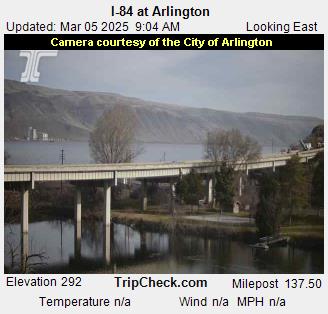 I-84 at Arlington
Updated: Mar 05 2025 9:04 AM Looking East
Camera courtesy of the City of Arlington
Elevation 292 TripCheck.com Milepost 137.50
Temperature n/a Wind n/a MPH n/a